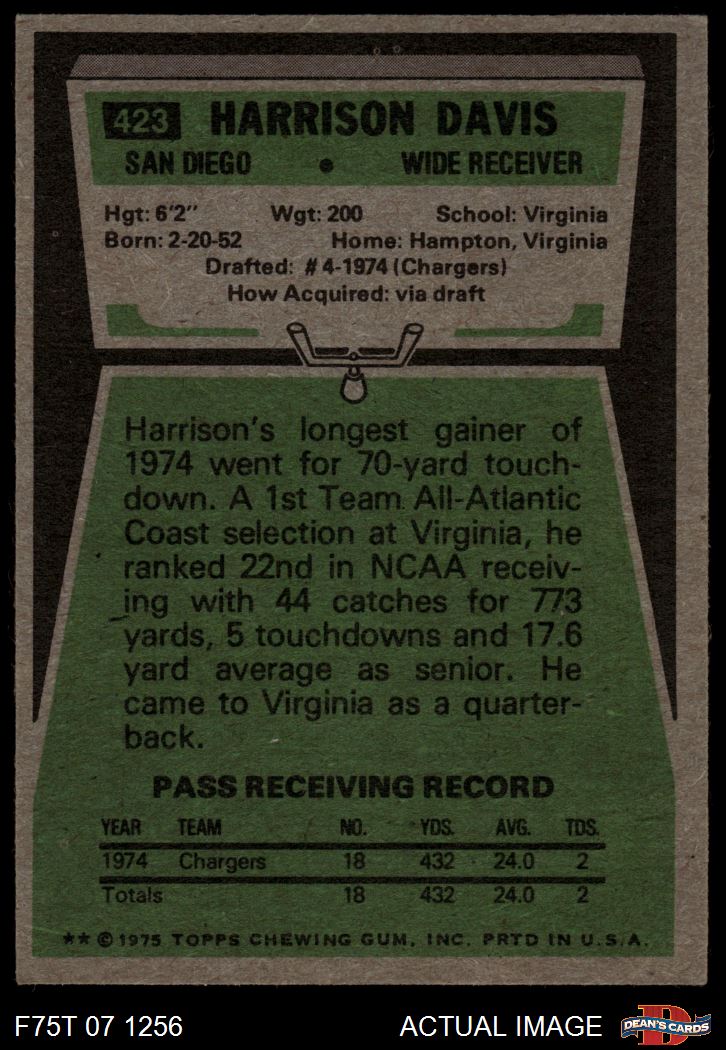 423 HARRISON DAVIS
SAN DIEGO • WIDE RECEIVER
Hgt: 6'2" Wgt: 200 School: Virginia
Born: 2-20-52 Home: Hampton, Virginia
Drafted: #4-1974 (Chargers)
How Acquired: via draft
Harrison's longest gainer of
1974 went for 70-yard touch-
down. A 1st Team All-Atlantic
Coast selection at Virginia, he
ranked 22nd in NCAA receiv-
ing with 44 catches for 773
yards, 5 touchdowns and 17.6
yard average as senior. He
came to Virginia as a quarter-
back.
PASS RECEIVING RECORD
YEAR TEAM NO. YDS. AVG. TDS.
1974 Chargers 18 432 24.0 2
Totals 18 432 24.0 2
** © 1975 TOPPS CHEWING GUM, INC. PRTD IN U.S.A.
F75T 07 1256 ACTUAL IMAGE D DEAN'S CARDS